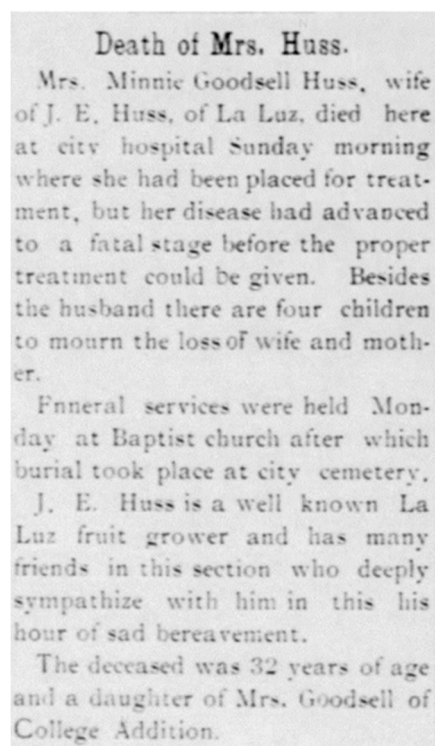 Death of Mrs. Huss.
Mrs. Minnie Goodsell Huss, wife
of J. E. Huss, of La Luz, died here
at city hospital Sunday morning
where she had been placed for treat-
ment, but her disease had advanced
to a fatal stage before the proper
treatment could be given. Besides
the husband there are four children
to mourn the loss of wife and moth-
er.
Fnneral services were held Mon-
day at Baptist church after which
burial took place at city cemetery.
J. E. Huss is a well known La
Luz fruit grower and has many
friends in this section who deeply
sympathize with him in this his
hour of sad bereavement.
The deceased was 32 years of age
and a daughter of Mrs. Goodsell of
College Addition.